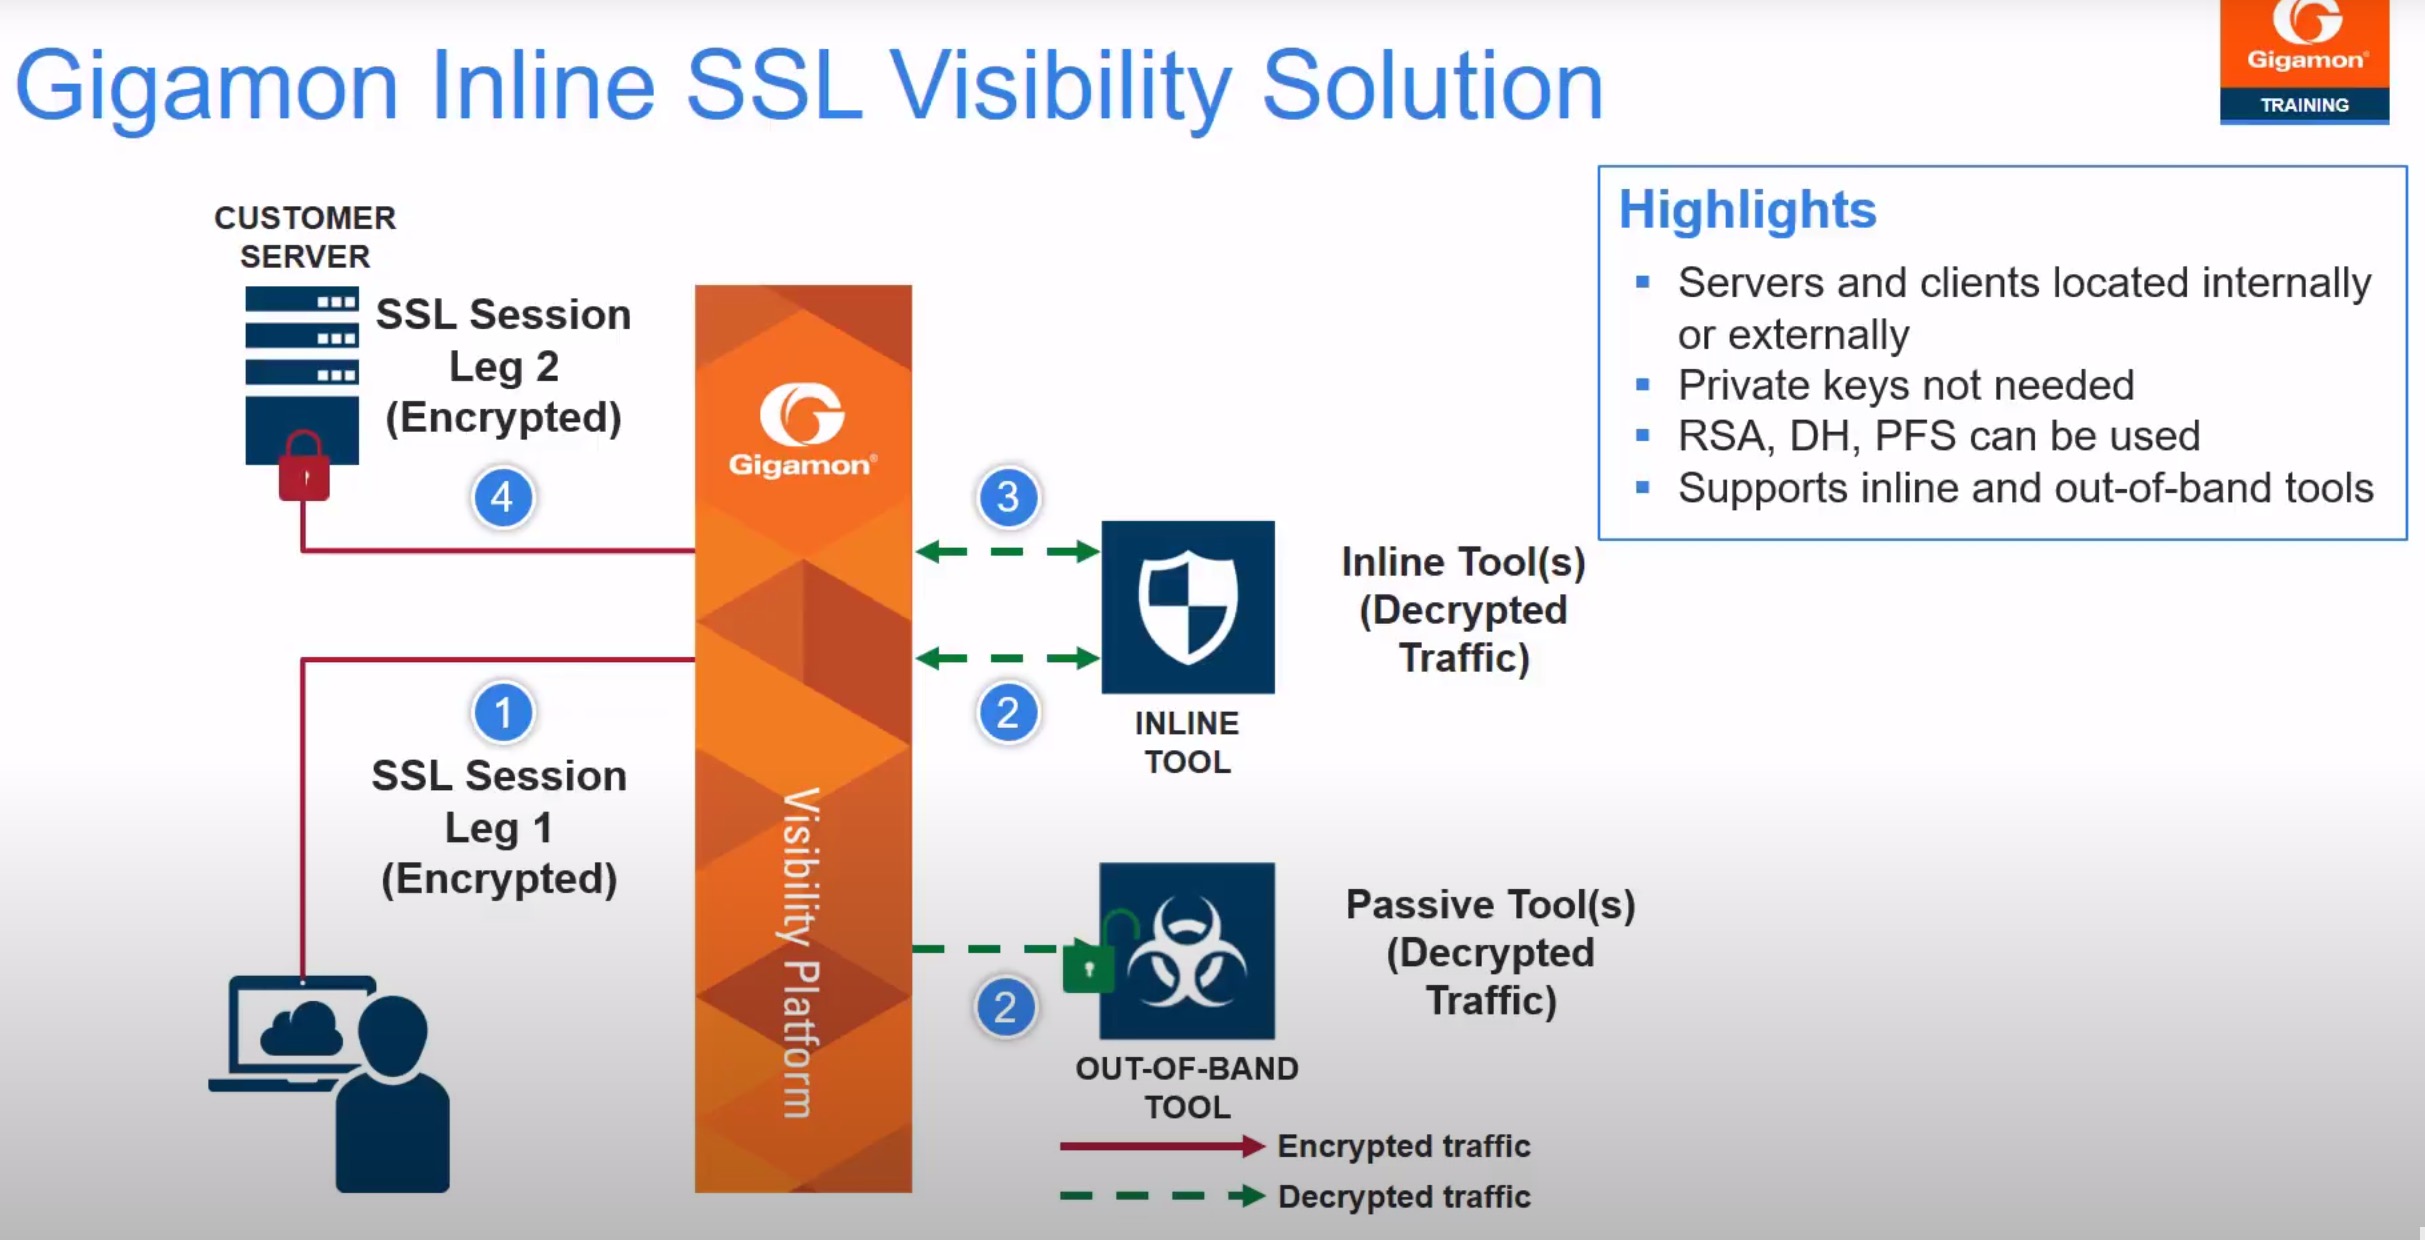 Gigamon Inline SSL Visibility Solution
Gigamon®
TRAINING
CUSTOMER
SERVER
SSL Session
Leg 2
(Encrypted)
4
Gigamon®
3
Inline Tool(s)
(Decrypted
Traffic)
Highlights
▪ Servers and clients located internally
or externally
▪ Private keys not needed
▪ RSA, DH, PFS can be used
▪ Supports inline and out-of-band tools
1
2
INLINE
TOOL
SSL Session
Leg 1
(Encrypted)
Visibility Platform
2
Passive Tool(s)
(Decrypted
Traffic)
OUT-OF-BAND
TOOL
Encrypted traffic
Decrypted traffic